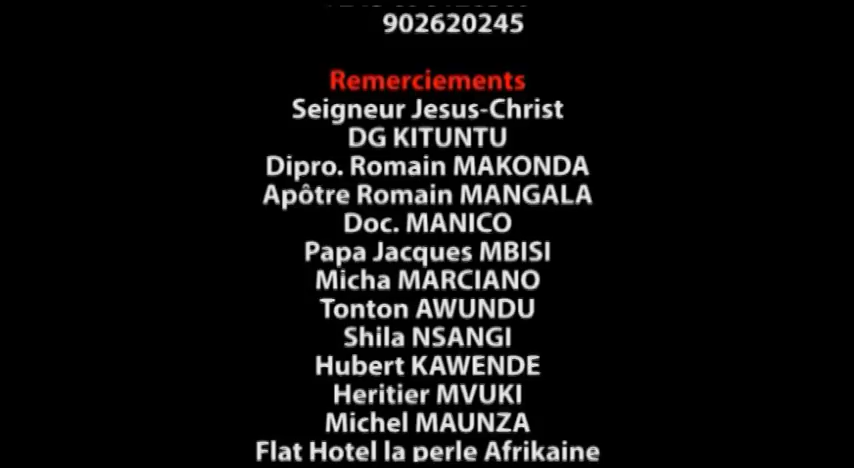 902620245
Remerciements
Seigneur Jesus-Christ
DG KITUNTU
Dipro. Romain MAKONDA
Apôtre Romain MANGALA
Doc. MANICO
Papa Jacques MBISI
Micha MARCIANO
Tonton AWUNDU
Shila NSANGI
Hubert KAWENDE
Heritier MVUKI
Michel MAUNZA
Flat Hotel la perle Afrikaine